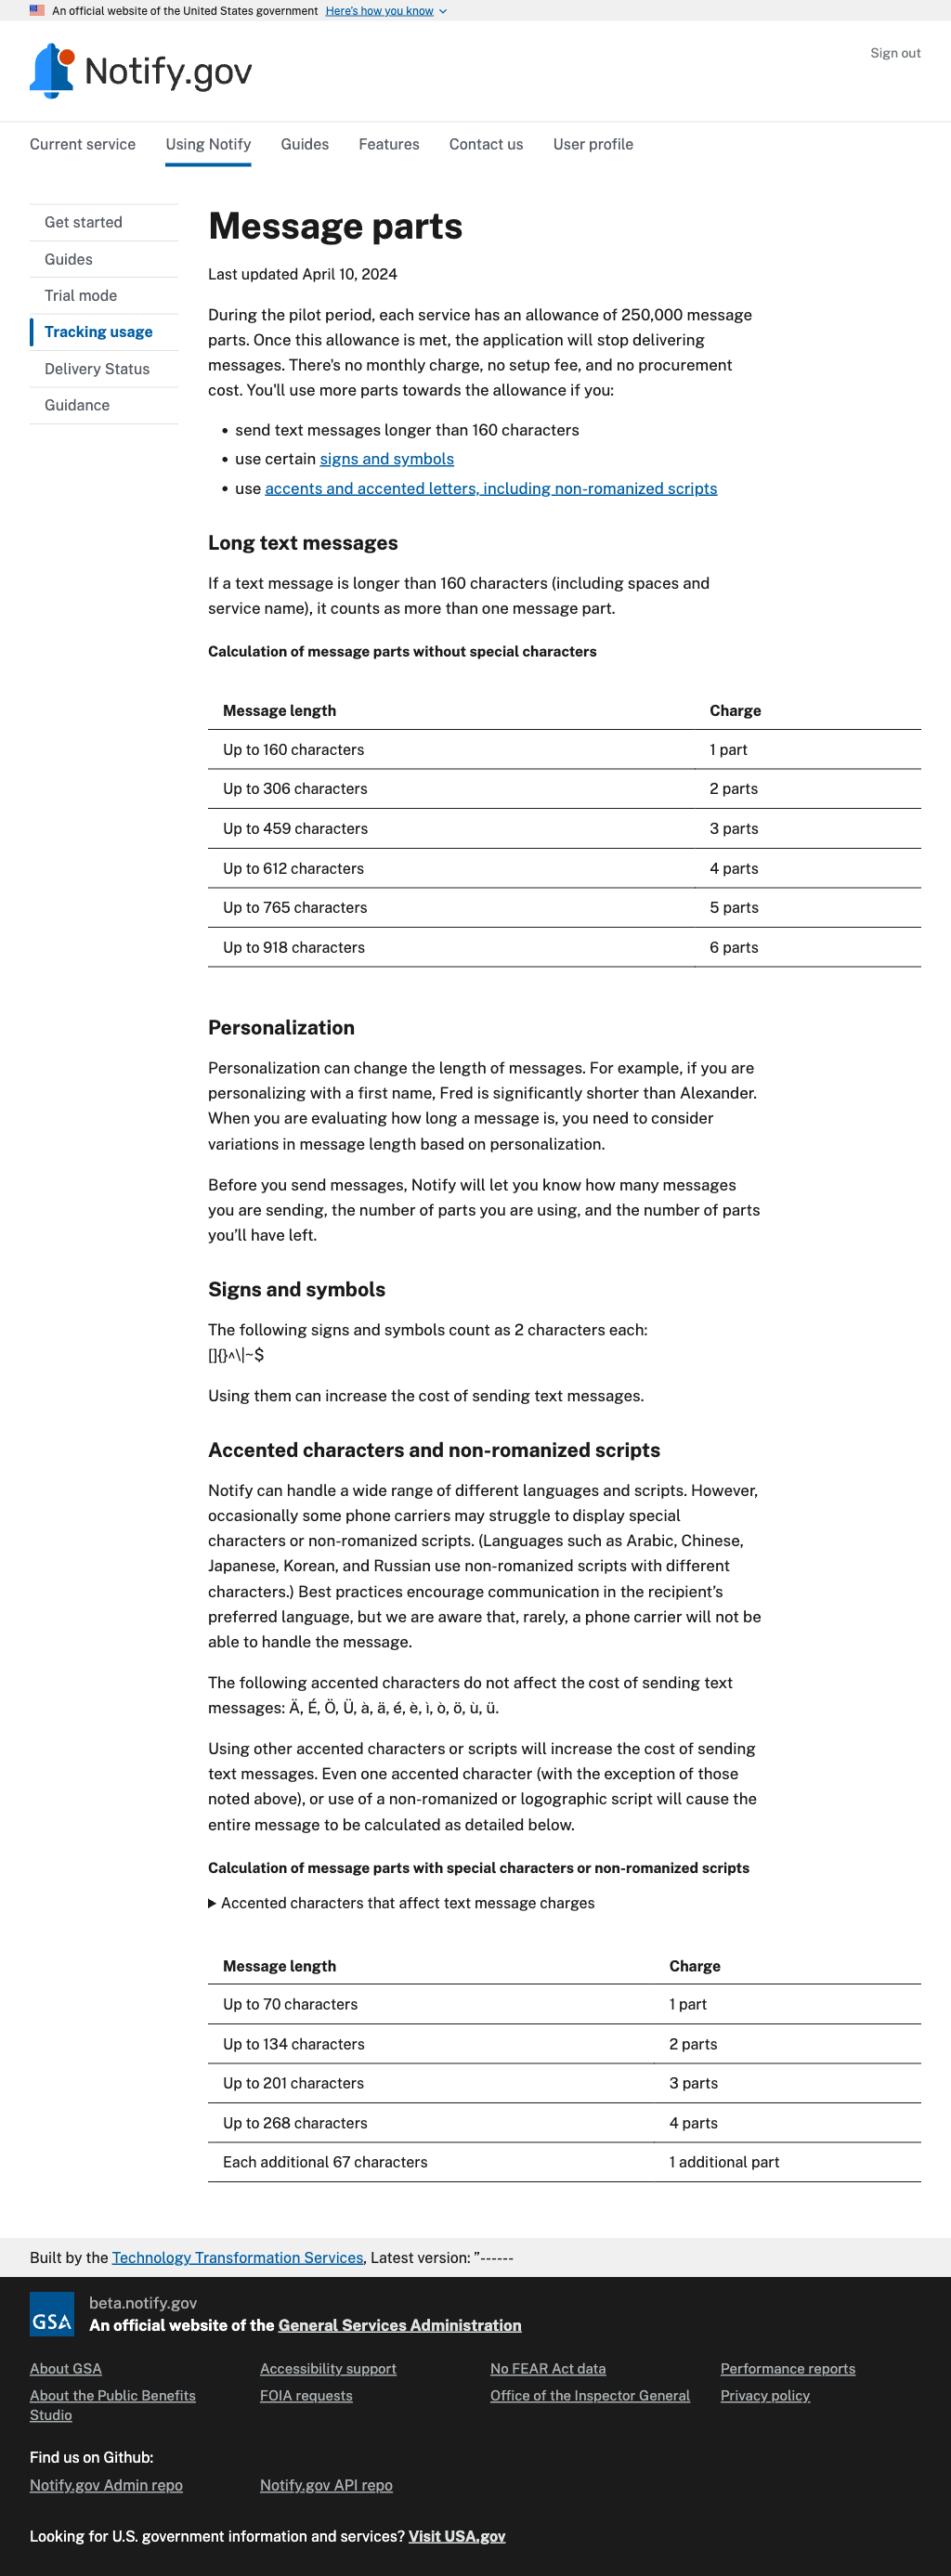 An official website of the United States government Here's how you know
Notify.gov
Sign out
Current service Using Notify Guides Features Contact us User profile
Get started
Guides
Trial mode
Tracking usage
Delivery Status
Guidance
Message parts
Last updated April 10, 2024
During the pilot period, each service has an allowance of 250,000 message
parts. Once this allowance is met, the application will stop delivering
messages. There's no monthly charge, no setup fee, and no procurement
cost. You'll use more parts towards the allowance if you:
• send text messages longer than 160 characters
• use certain signs and symbols
• use accents and accented letters, including non-romanized scripts
Long text messages
If a text message is longer than 160 characters (including spaces and
service name), it counts as more than one message part.
Calculation of message parts without special characters
Message length Charge
Up to 160 characters 1 part
Up to 306 characters 2 parts
Up to 459 characters 3 parts
Up to 612 characters 4 parts
Up to 765 characters 5 parts
Up to 918 characters 6 parts
Personalization
Personalization can change the length of messages. For example, if you are
personalizing with a first name, Fred is significantly shorter than Alexander.
When you are evaluating how long a message is, you need to consider
variations in message length based on personalization.
Before you send messages, Notify will let you know how many messages
you are sending, the number of parts you are using, and the number of parts
you’ll have left.
Signs and symbols
The following signs and symbols count as 2 characters each:
[]{}^\|~$
Using them can increase the cost of sending text messages.
Accented characters and non-romanized scripts
Notify can handle a wide range of different languages and scripts. However,
occasionally some phone carriers may struggle to display special
characters or non-romanized scripts. (Languages such as Arabic, Chinese,
Japanese, Korean, and Russian use non-romanized scripts with different
characters.) Best practices encourage communication in the recipient’s
preferred language, but we are aware that, rarely, a phone carrier will not be
able to handle the message.
The following accented characters do not affect the cost of sending text
messages: Ä, É, Ö, Ü, à, ä, é, è, ì, ò, ö, ù, ü.
Using other accented characters or scripts will increase the cost of sending
text messages. Even one accented character (with the exception of those
noted above), or use of a non-romanized or logographic script will cause the
entire message to be calculated as detailed below.
Calculation of message parts with special characters or non-romanized scripts
▶ Accented characters that affect text message charges
Message length Charge
Up to 70 characters 1 part
Up to 134 characters 2 parts
Up to 201 characters 3 parts
Up to 268 characters 4 parts
Each additional 67 characters 1 additional part
Built by the Technology Transformation Services, Latest version: ”------
GSA
beta.notify.gov
An official website of the General Services Administration
About GSA Accessibility support No FEAR Act data Performance reports
About the Public Benefits Studio FOIA requests Office of the Inspector General Privacy policy
Find us on Github:
Notify.gov Admin repo Notify.gov API repo
Looking for U.S. government information and services? Visit USA.gov